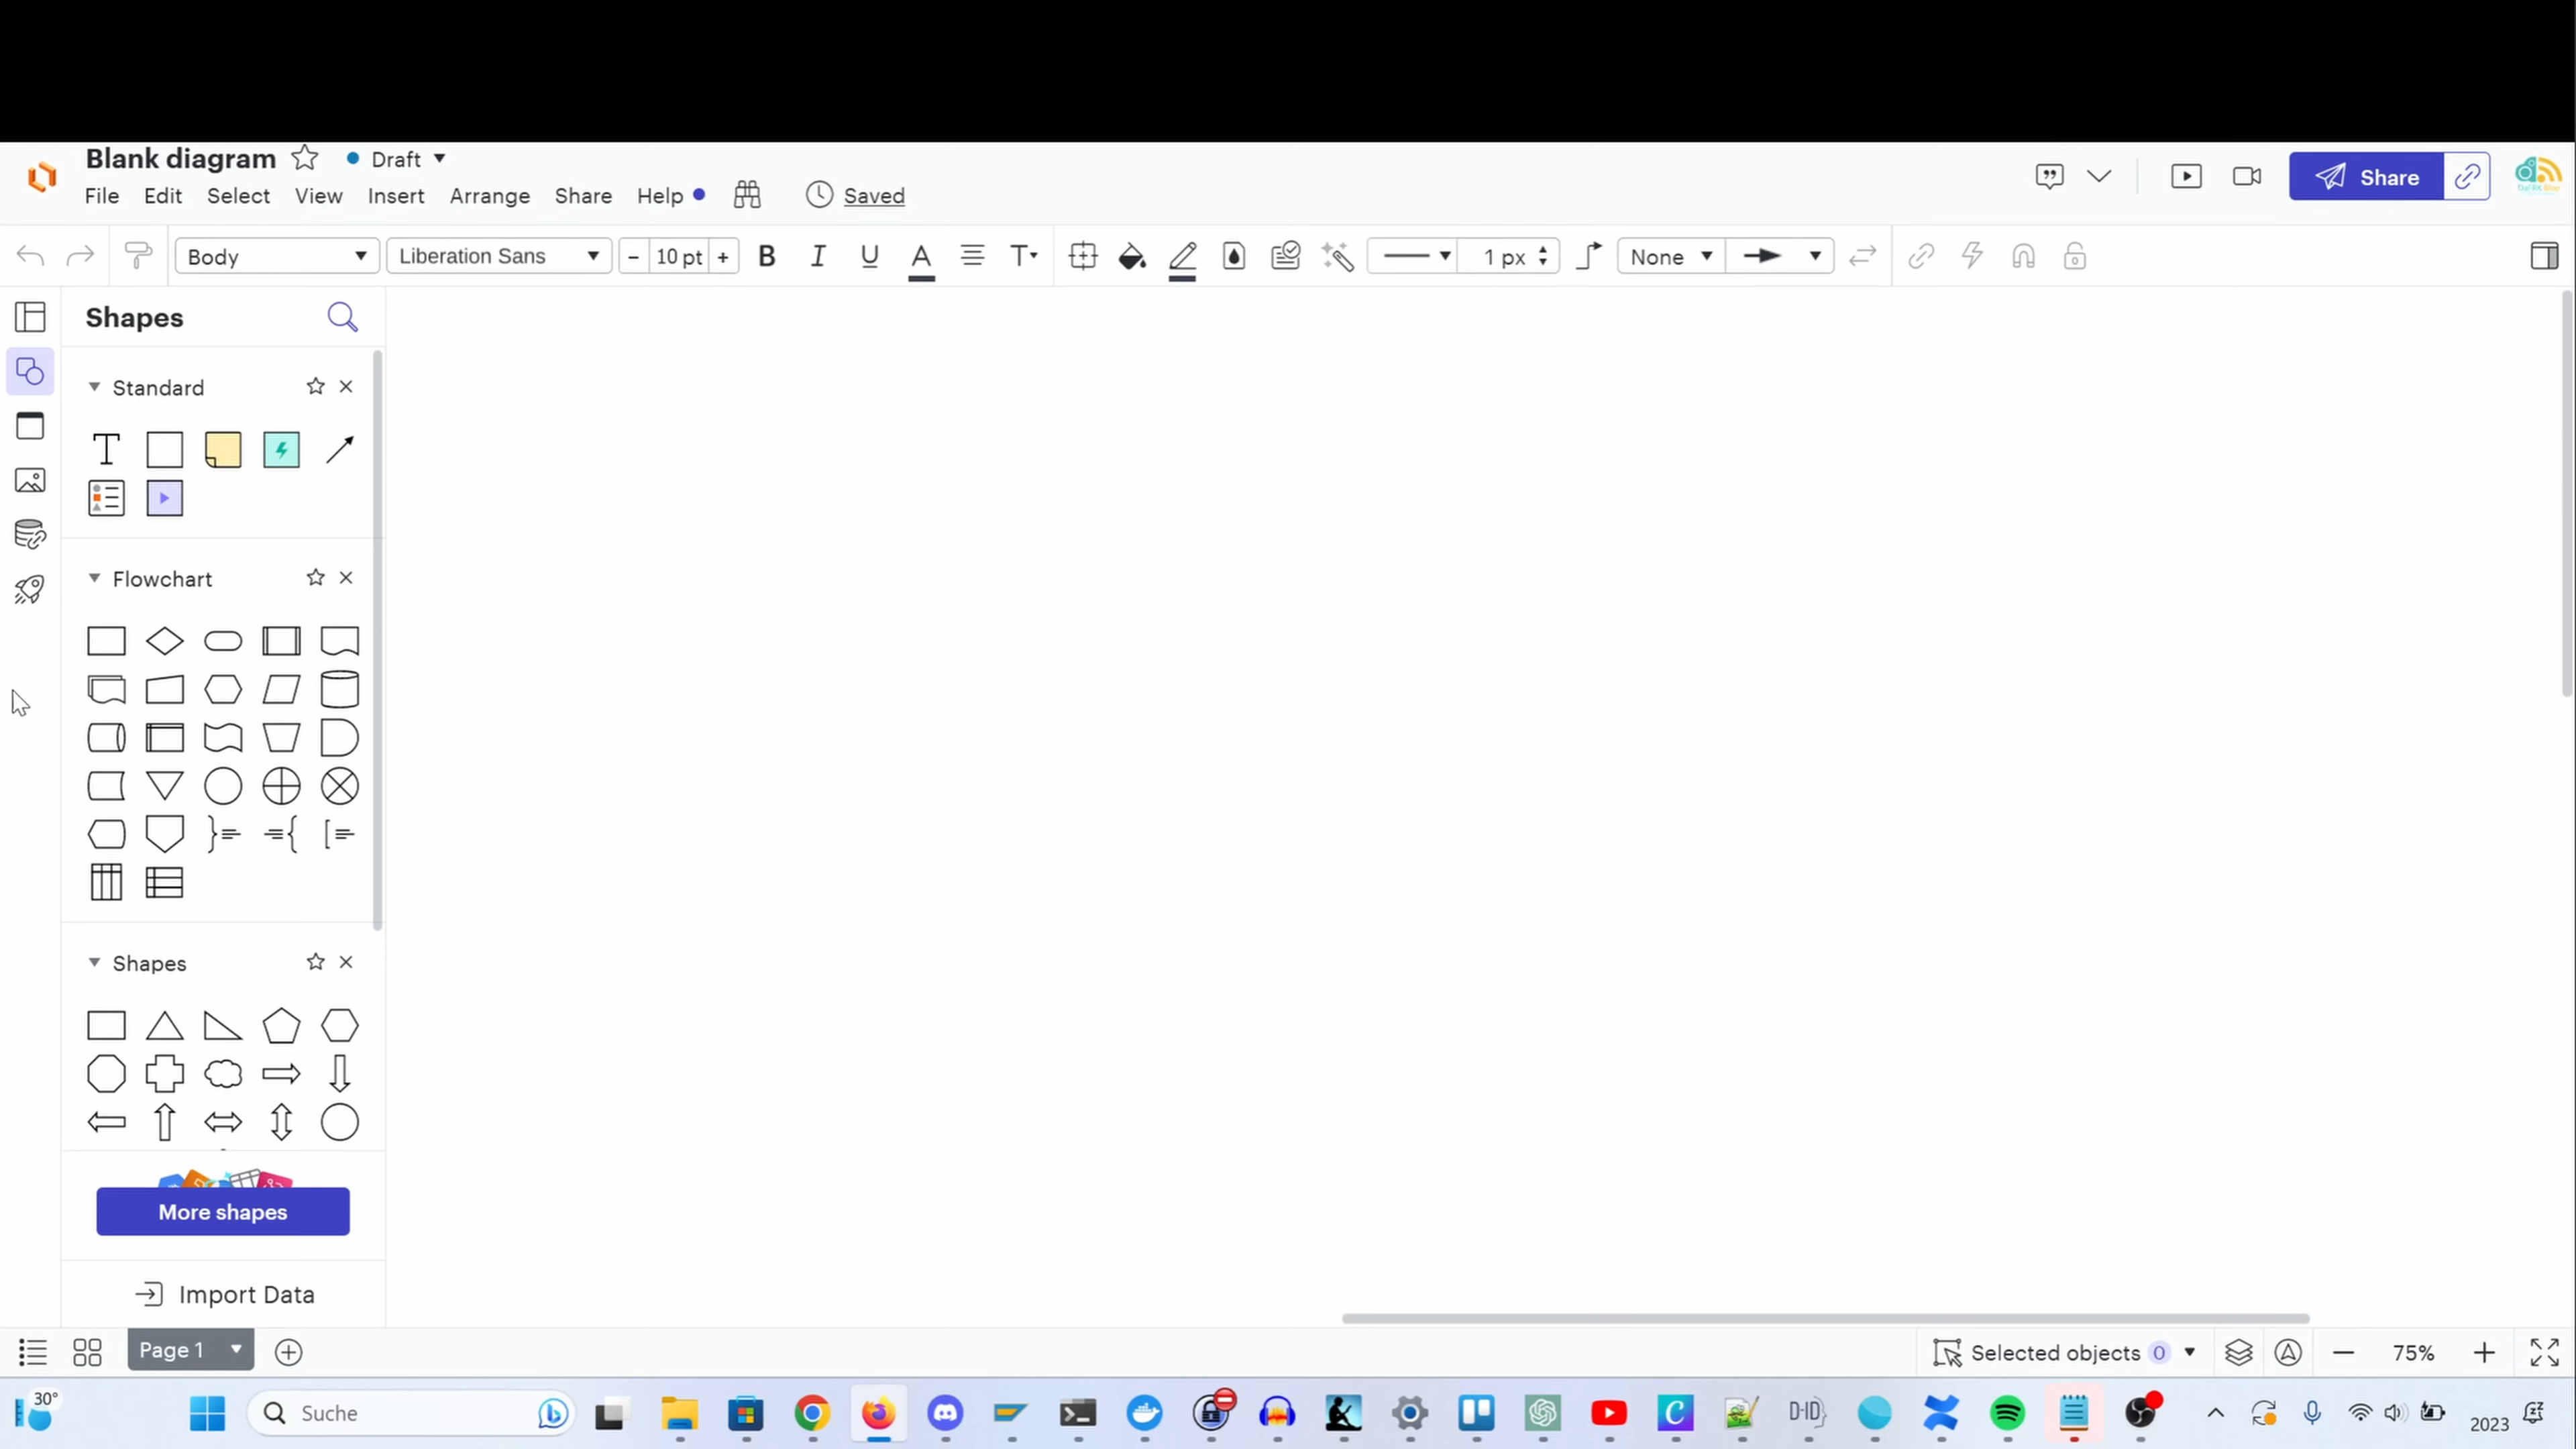 Blank diagram
Draft
File Edit Select View Insert Arrange Share Help Saved
Share
Body Liberation Sans - 10 pt + B I U A T 1 px None
Shapes
Standard
T
Flowchart
Shapes
More shapes
Import Data
Page 1 Selected objects 0 75%
30° Suche D-ID 2023